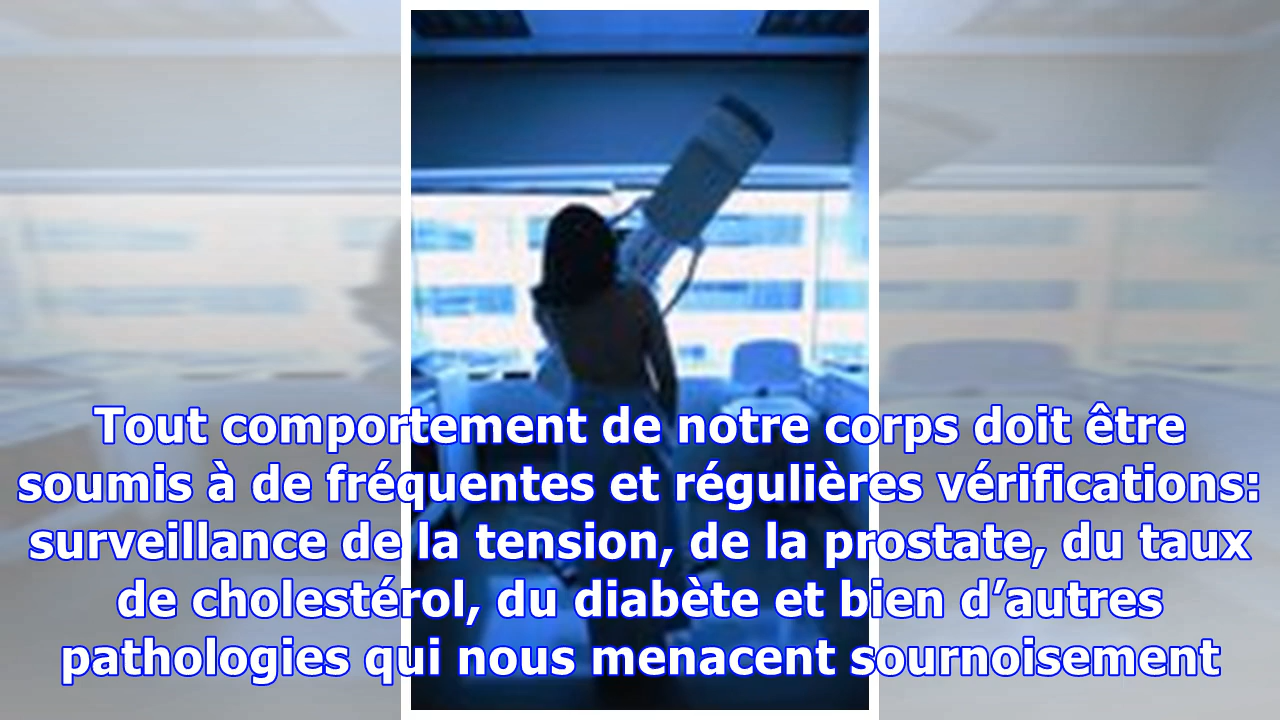 Tout comportement de notre corps doit être
soumis à de fréquentes et régulières vérifications:
surveillance de la tension, de la prostate, du taux
de cholestérol, du diabète et bien d’autres
pathologies qui nous menacent sournoisement